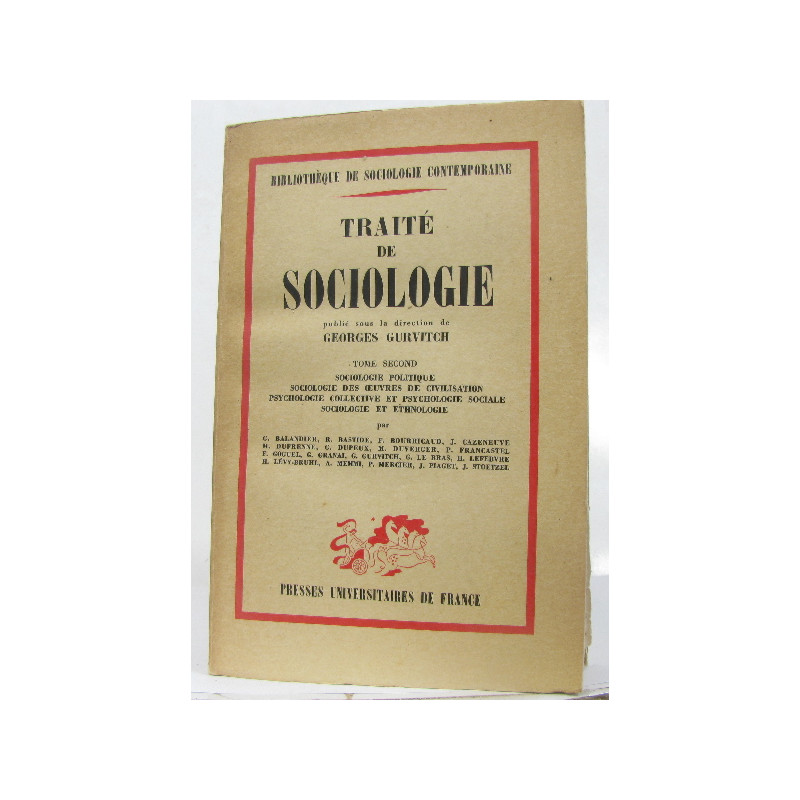 BIBLIOTHÈQUE DE SOCIOLOGIE CONTEMPORAINE
TRAITÉ
DE
SOCIOLOGIE
publié sous la direction de
GEORGES GURVITCH
TOME SECOND
SOCIOLOGIE POLITIQUE
SOCIOLOGIE DES ŒUVRES DE CIVILISATION
PSYCHOLOGIE COLLECTIVE ET PSYCHOLOGIE SOCIALE
SOCIOLOGIE ET ETHNOLOGIE
par
G. BALANDIER, R. BASTIDE, F. BOURRICAUD, J. CAZENEUVE
M. DUFRENNE, G. DUPEUX, M. DUVERGER, P. FRANCASTEL
F. GOGUEL, G. GRANAI, G. GURVITCH, G. LE BRAS, H. LEFEBVRE
H. LÉVY-BRUHL, A. MEMMI, P. MERCIER, J. PIAGET, J. STOETZEL
PRESSES UNIVERSITAIRES DE FRANCE